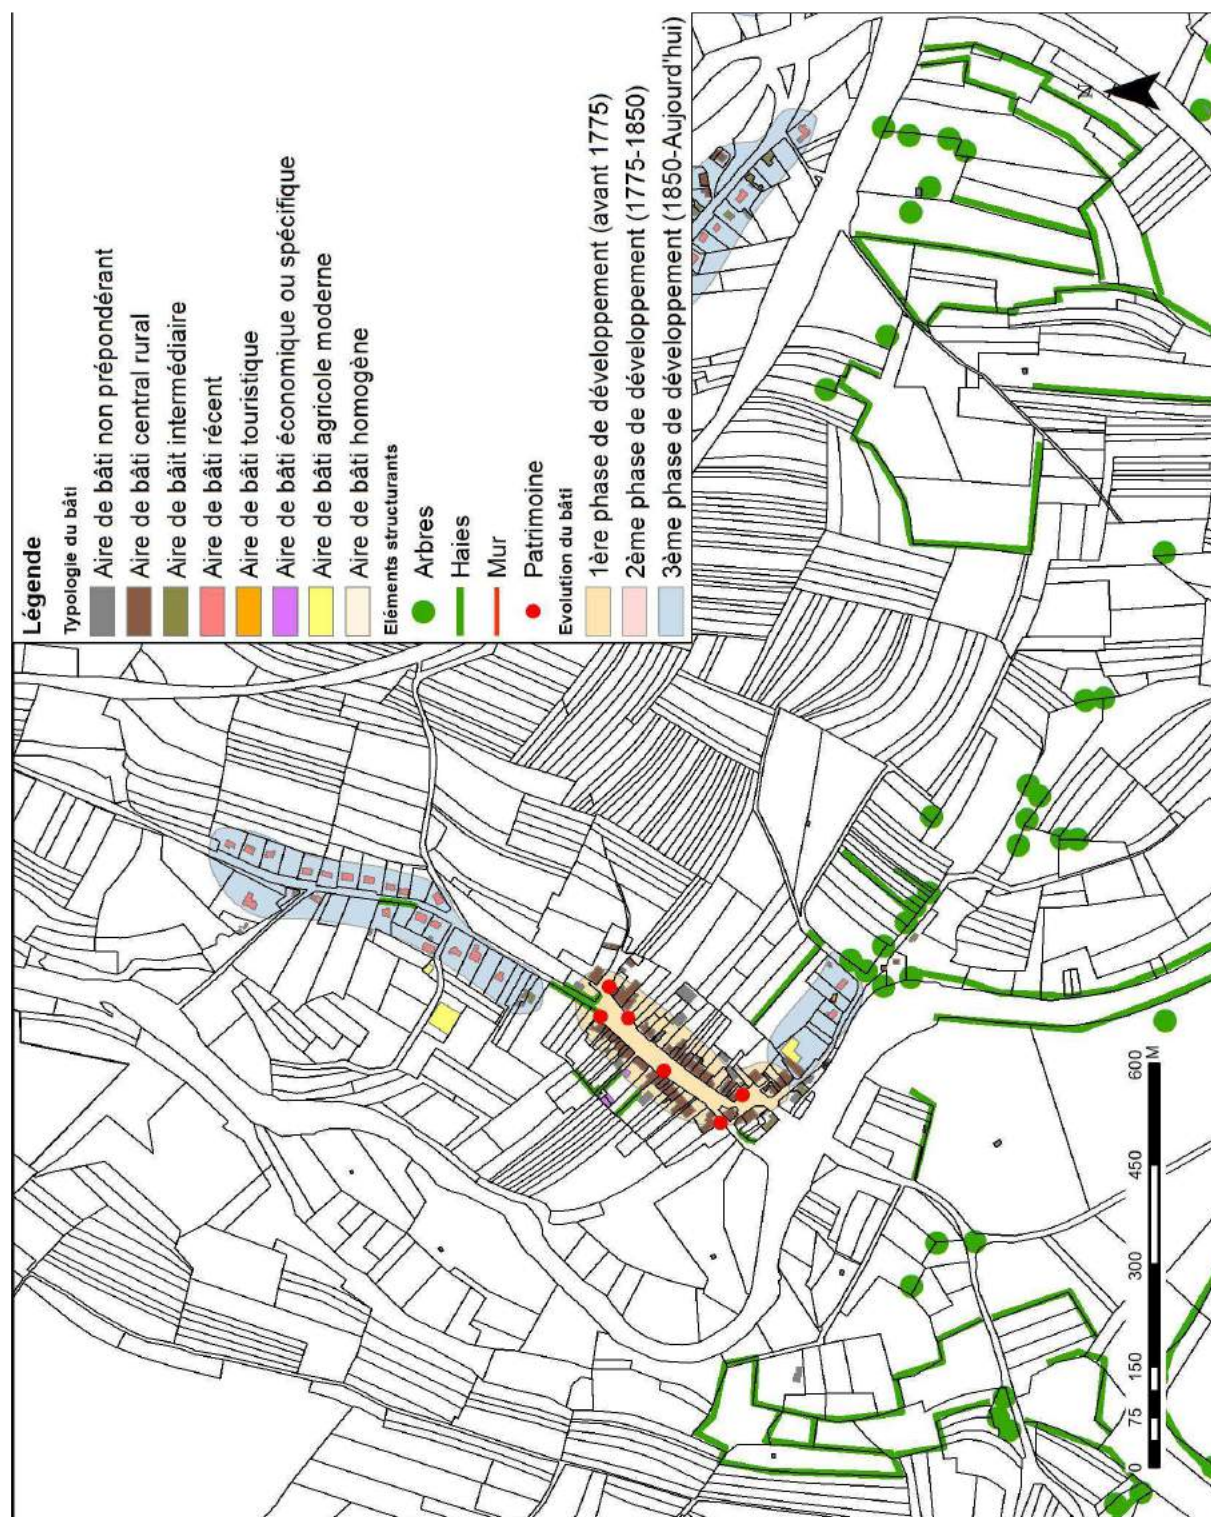 Légende
Typologie du bâti
Aire de bâti non prépondérant
Aire de bâti central rural
Aire de bâit intermédiaire
Aire de bâti récent
Aire de bâti touristique
Aire de bâti économique ou spécifique
Aire de bâti agricole moderne
Aire de bâti homogène
Eléments structurants
Arbres
Haies
Mur
Patrimoine
Evolution du bâti
1ère phase de développement (avant 1775)
2ème phase de développement (1775-1850)
3ème phase de développement (1850-Aujourd'hui)
N
0 75 150 300 450 600
M